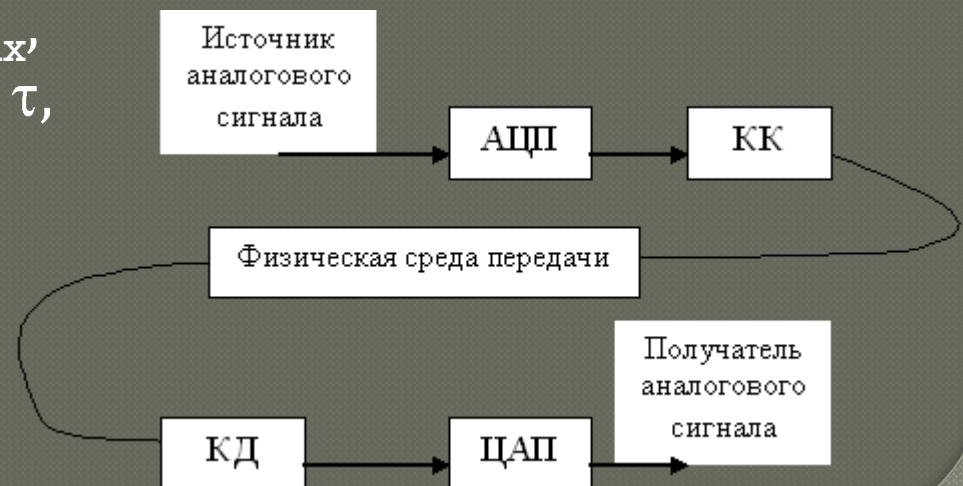 τ,
Источник
аналогового
сигнала
АЦП
КК
Физическая среда передачи
Получатель
аналогового
сигнала
КД
ЦАП